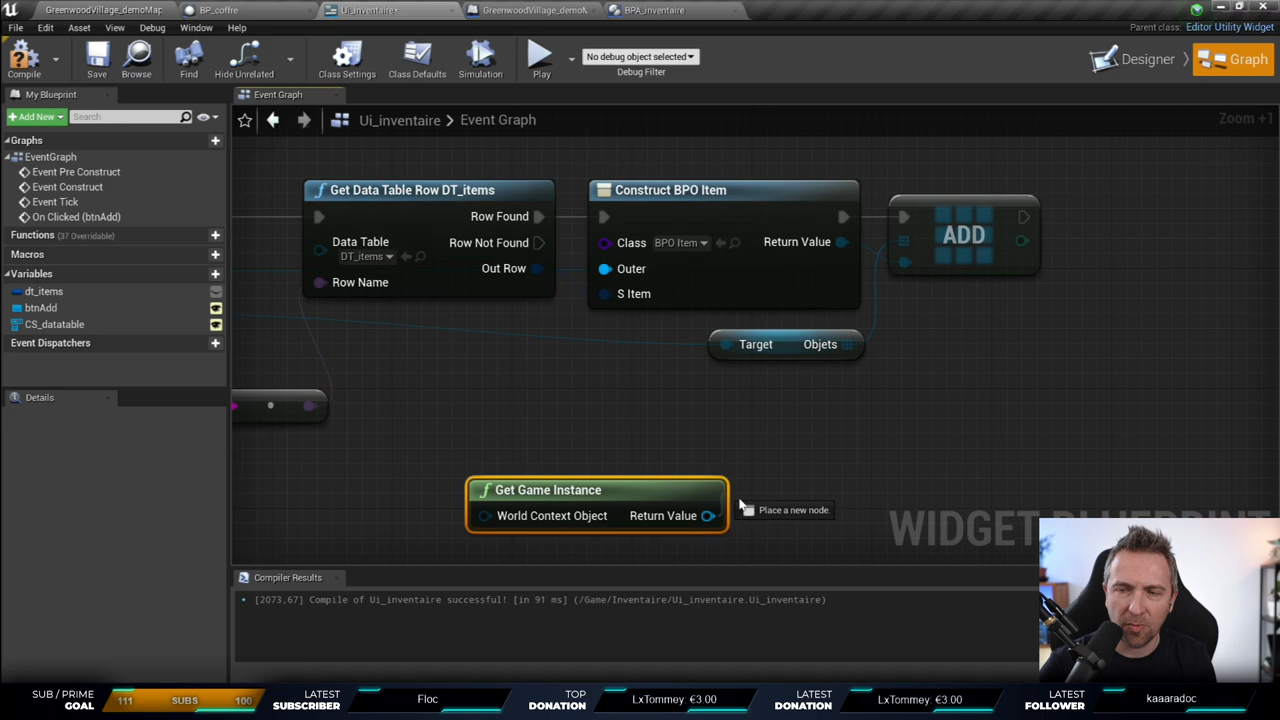 GreenwoodVillage_demoMap
BP_coffre
Ui_inventaire•
GreenwoodVillage_demoM
BPA_inventaire
File
Edit
Asset
View
Debug
Window
Help
Parent class: Editor Utility Widget
Compile
Save
Browse
Find
Hide Unrelated
Class Settings
Class Defaults
Simulation
Play
No debug object selected
Debug Filter
Designer
Graph
My Blueprint
Event Graph
Add New
Search
Ui_inventaire > Event Graph
Zoom +1
Graphs
EventGraph
Event Pre Construct
Event Construct
Event Tick
On Clicked (btnAdd)
Functions (37 Overridable)
Macros
Variables
dt_items
btnAdd
CS_datatable
Event Dispatchers
Details
Get Data Table Row DT_items
Row Found
Data Table
DT_items
Row Not Found
Out Row
Row Name
Construct BPO Item
Class
BPO Item
Return Value
Outer
S Item
ADD
Target
Objets
Get Game Instance
World Context Object
Return Value
Place a new node.
WIDGET BLUEPRINT
Compiler Results
[2073,67] Compile of Ui_inventaire successful! [in 91 ms] (/Game/Inventaire/Ui_inventaire.Ui_inventaire)
SUB / PRIME
GOAL
111
SUBS
100
LATEST
SUBSCRIBER
Floc
TOP
DONATION
LxTommey €3.00
LATEST
DONATION
LxTommey: €3.00
LATEST
FOLLOWER
kaaaradoc